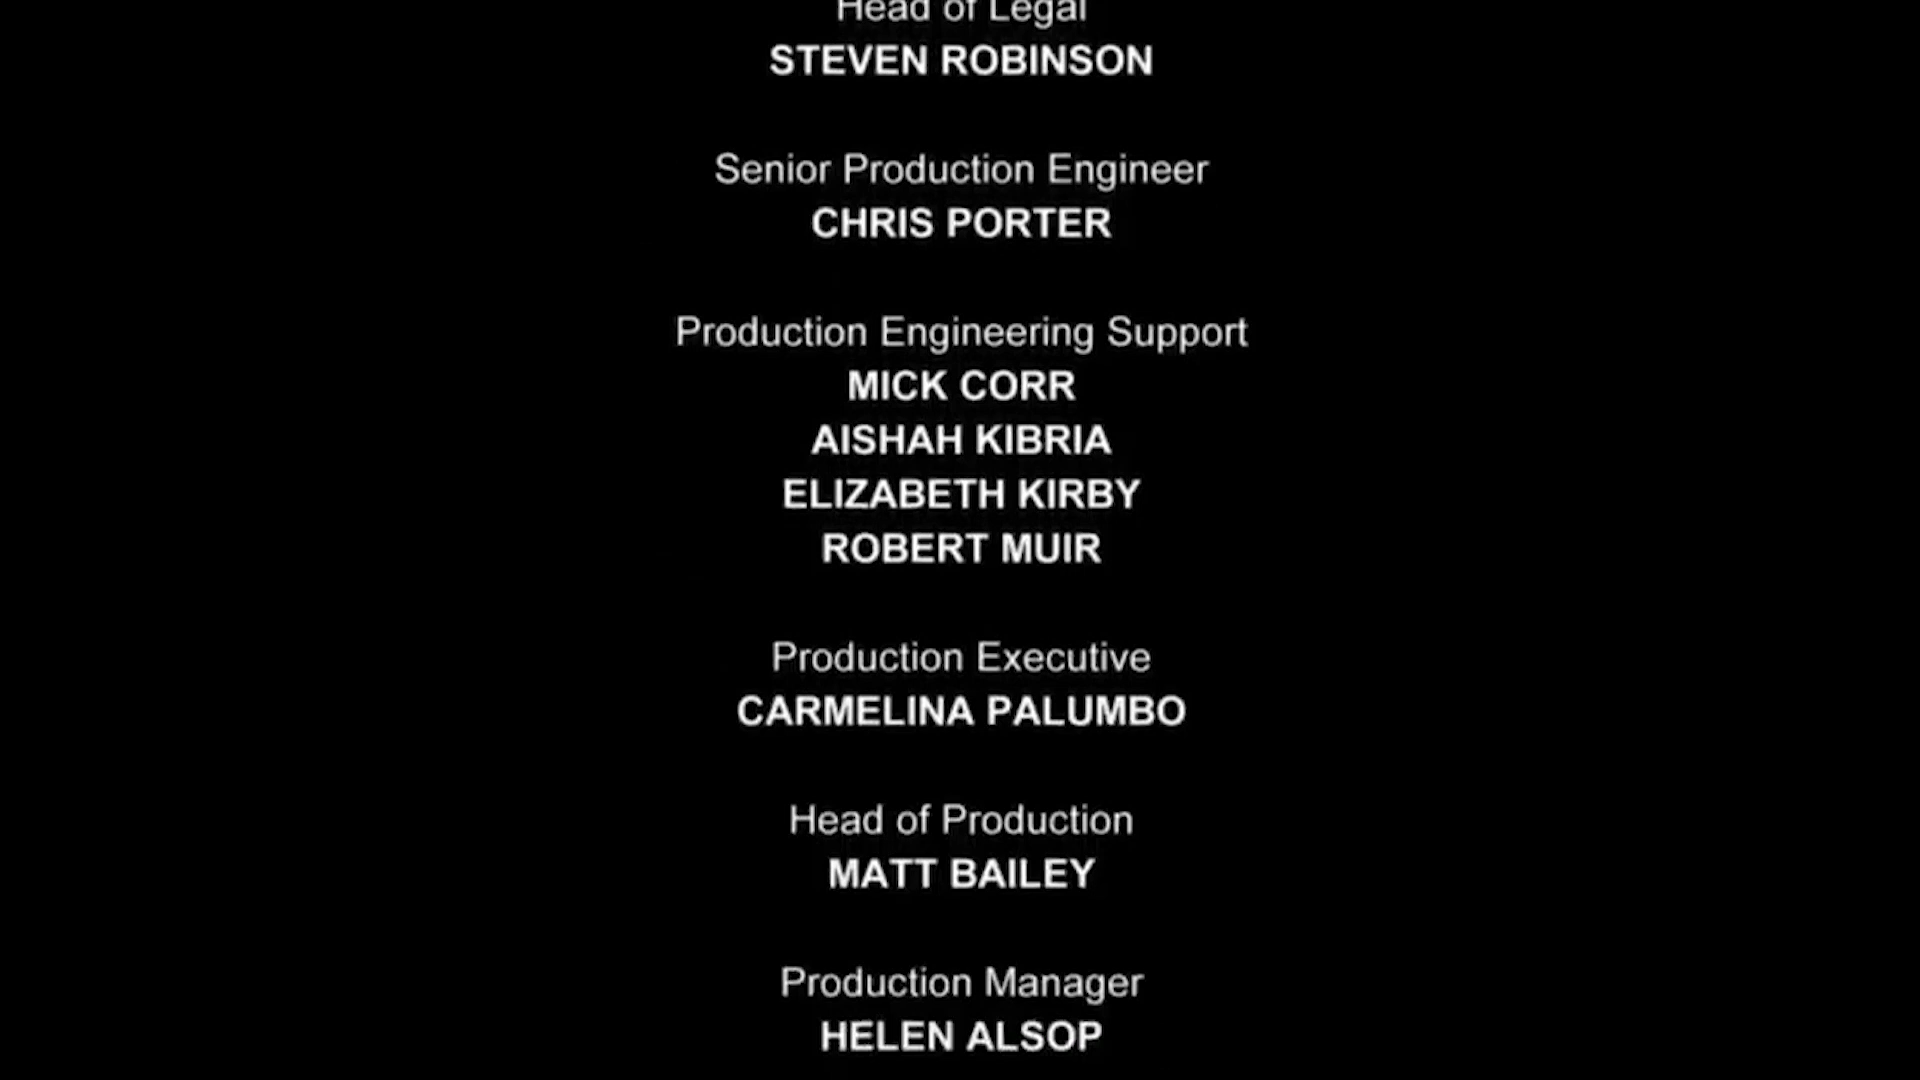 Head of Legal
STEVEN ROBINSON
Senior Production Engineer
CHRIS PORTER
Production Engineering Support
MICK CORR
AISHAH KIBRIA
ELIZABETH KIRBY
ROBERT MUIR
Production Executive
CARMELINA PALUMBO
Head of Production
MATT BAILEY
Production Manager
HELEN ALSOP